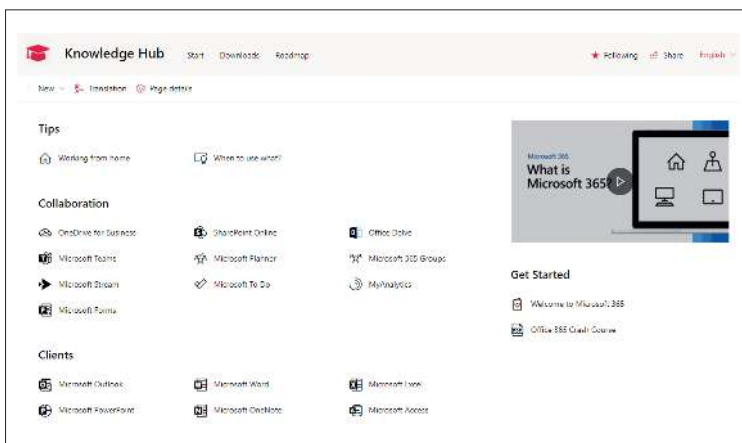 Knowledge Hub Start Downloads Roadmap
Following Share English
New Translation Page details
Tips
Working from home When to use what?
Collaboration
OneDrive for Business SharePoint Online Office Delve
Microsoft Teams Microsoft Planner Microsoft 365 Groups
Microsoft Stream Microsoft To Do MyAnalytics
Microsoft Forms
Clients
Microsoft Outlook Microsoft Word Microsoft Excel
Microsoft PowerPoint Microsoft OneNote Microsoft Access
Microsoft 365
What is
Microsoft 365?
Get Started
Welcome to Microsoft 365
Office 365 Crash Course